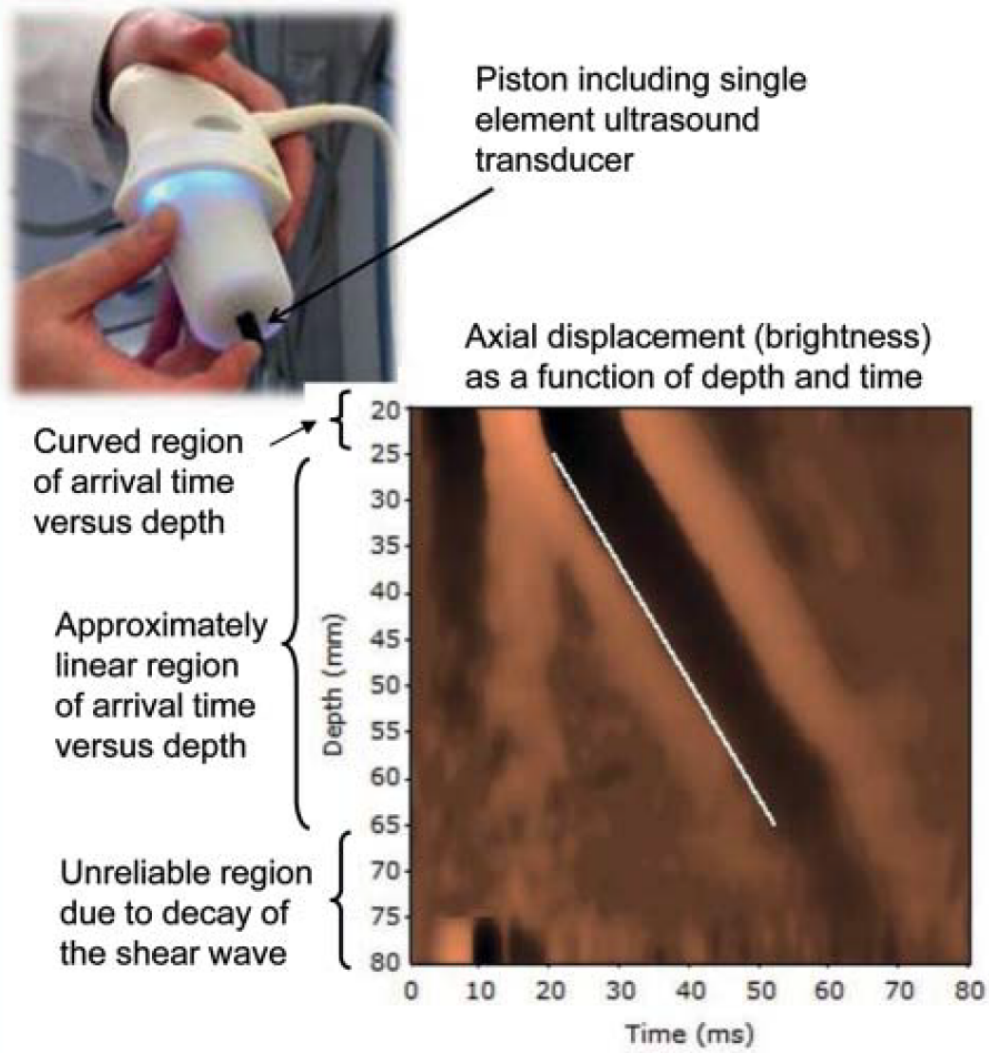 Piston including single
element ultrasound
transducer
Axial displacement (brightness)
as a function of depth and time
Curved region
of arrival time
versus depth
Approximately
linear region
of arrival time
versus depth
Unreliable region
due to decay of
the shear wave
Depth (mm)
20
25
30
35
40
45
50
55
60
65
70
75
80
0 10 20 30 40 50 60 70 80
Time (ms)